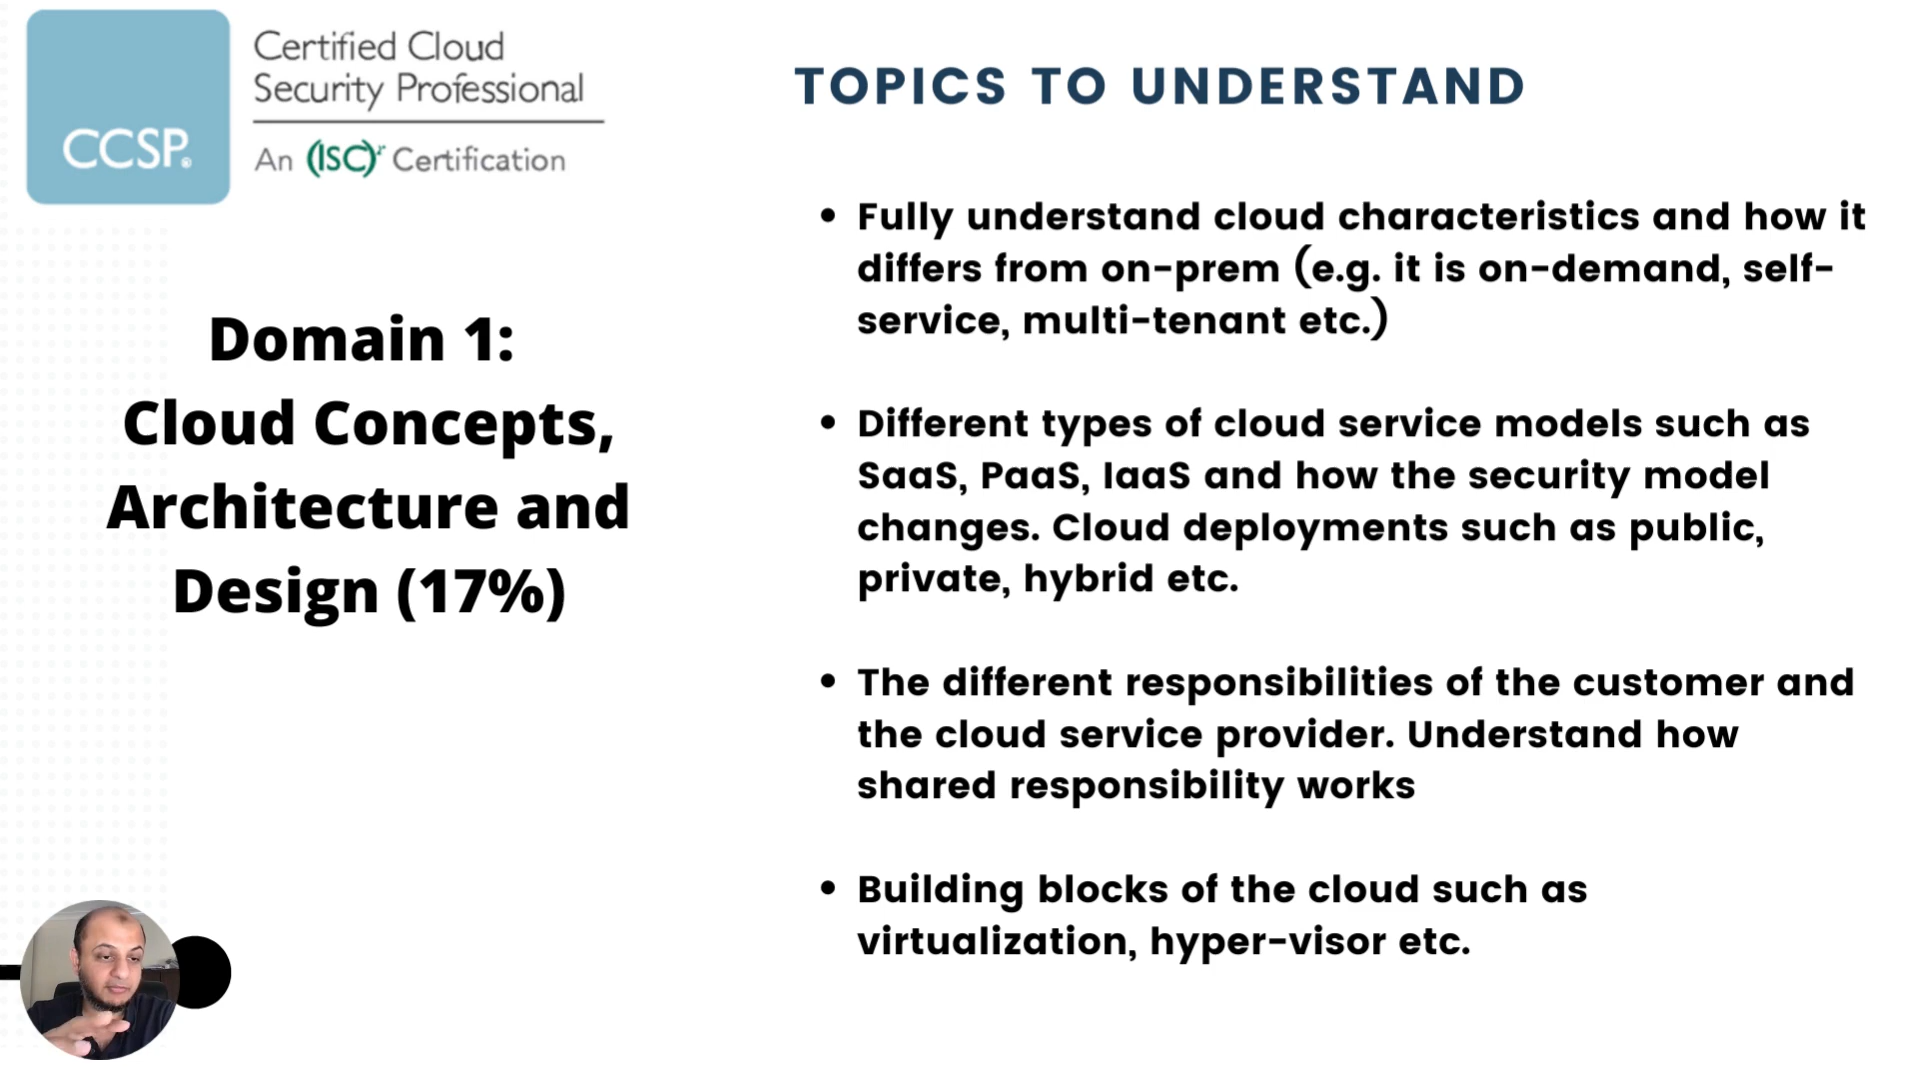 CCSP®
Certified Cloud
Security Professional
An (ISC)² Certification
Domain 1:
Cloud Concepts,
Architecture and
Design (17%)
TOPICS TO UNDERSTAND
• Fully understand cloud characteristics and how it
differs from on-prem (e.g. it is on-demand, self-
service, multi-tenant etc.)
• Different types of cloud service models such as
SaaS, PaaS, IaaS and how the security model
changes. Cloud deployments such as public,
private, hybrid etc.
• The different responsibilities of the customer and
the cloud service provider. Understand how
shared responsibility works
• Building blocks of the cloud such as
virtualization, hyper-visor etc.